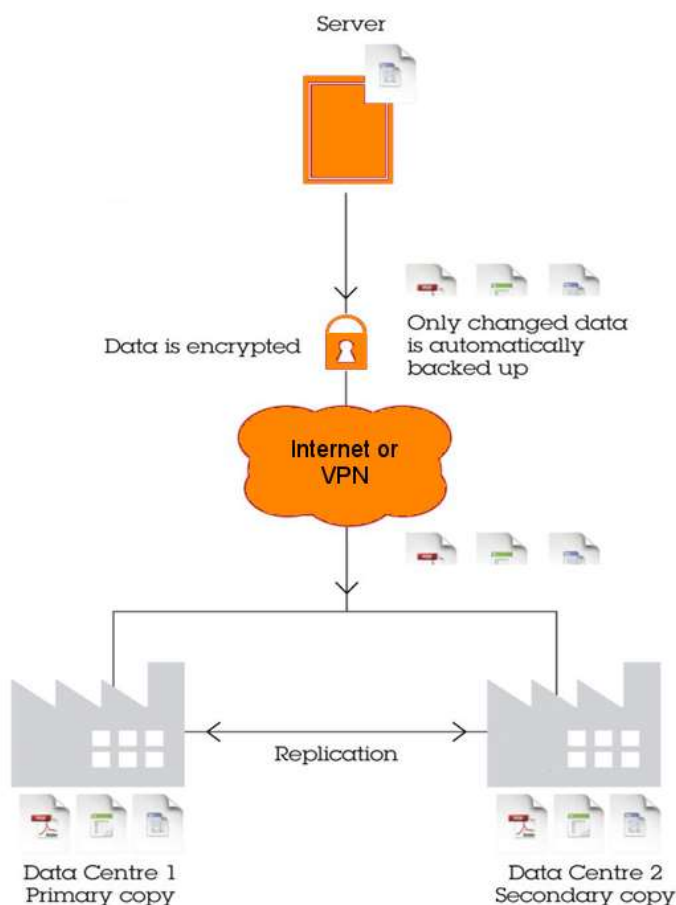 Server
Data is encrypted
Only changed data
is automatically
backed up
Internet or
VPN
Replication
Data Centre 1
Primary copy
Data Centre 2
Secondary copy